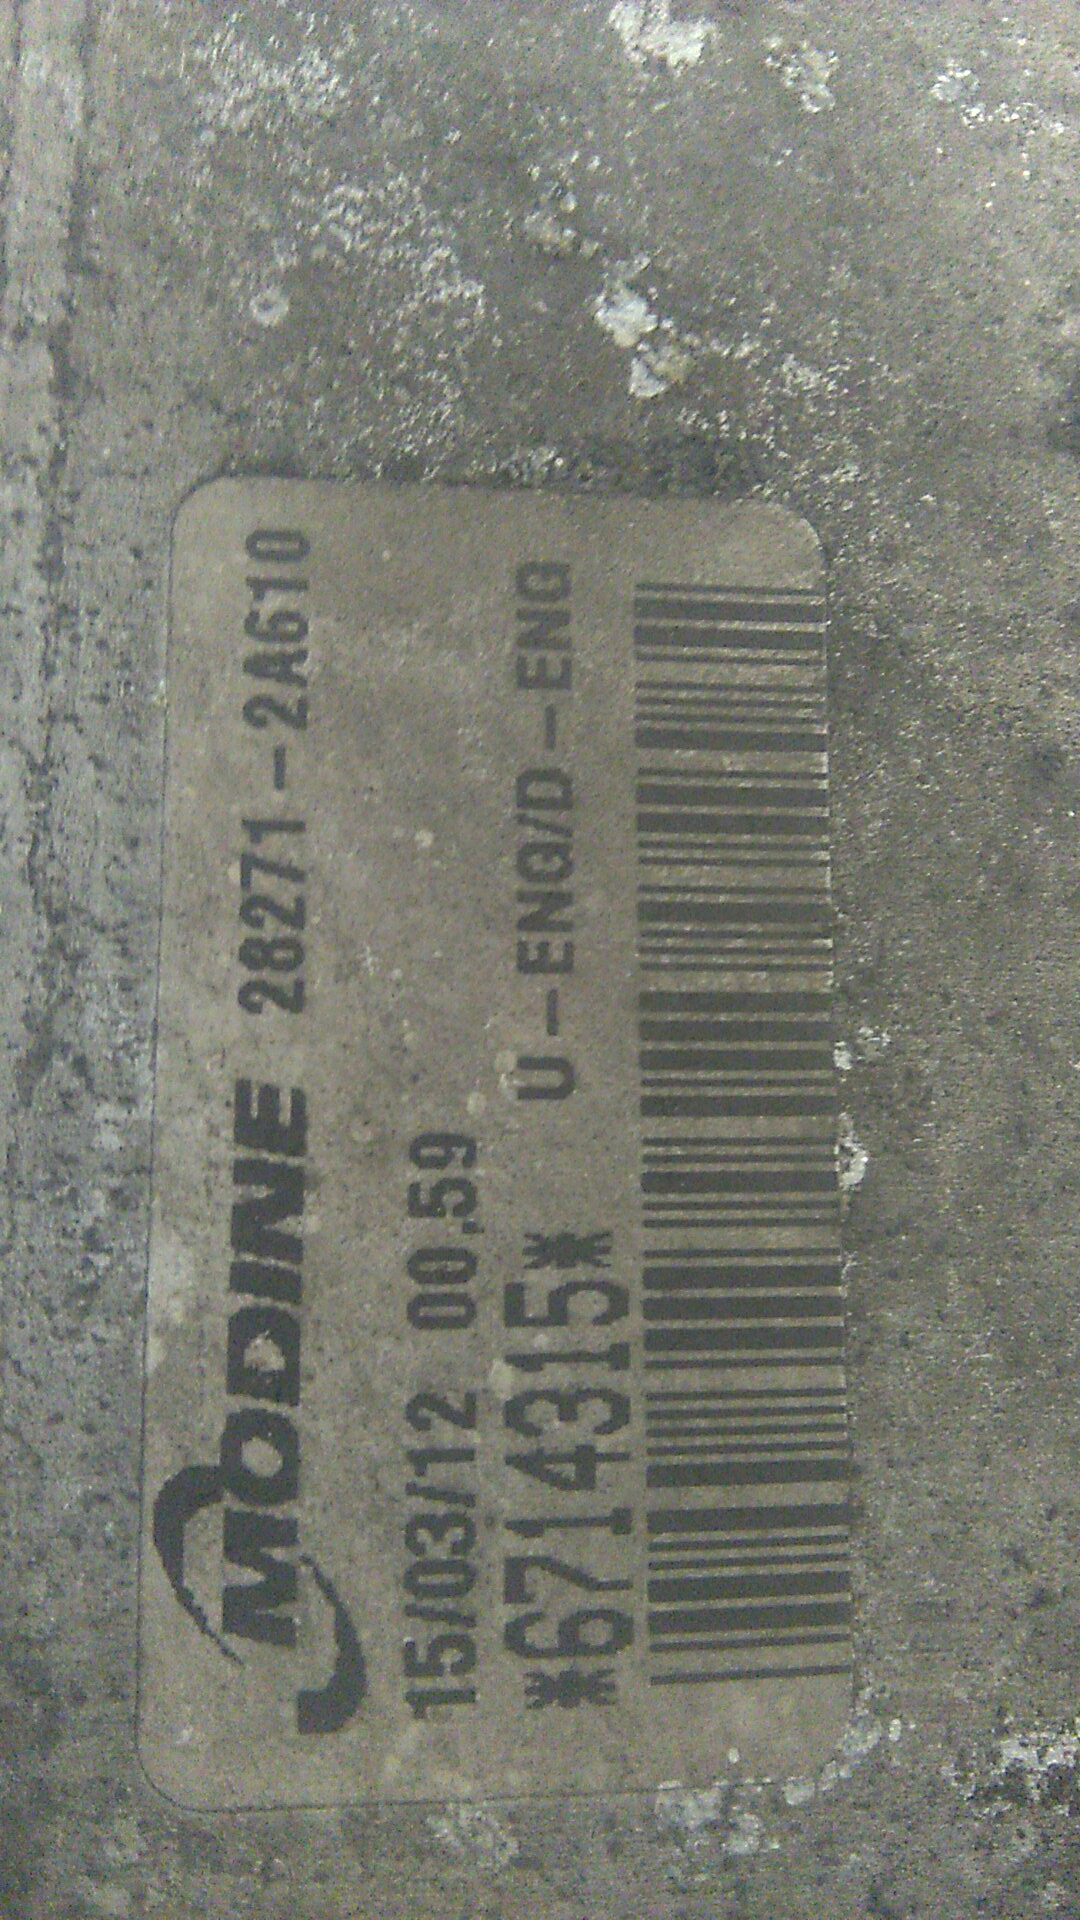 MODINE 28271-2A610
15/03/12 00,59
*6714315* U-ENG/D-ENG